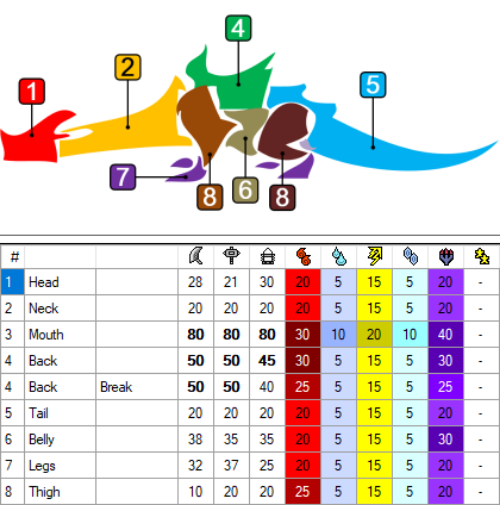 4
2
5
1
7
8
6
8
#
1 Head 28 21 30 20 5 15 5 20 -
2 Neck 20 20 20 20 5 15 5 20 -
3 Mouth 80 80 80 30 10 20 10 40 -
4 Back 50 50 45 30 5 15 5 30 -
4 Back Break 50 50 40 25 5 15 5 25 -
5 Tail 20 20 20 20 5 15 5 20 -
6 Belly 38 35 35 20 5 15 5 30 -
7 Legs 32 37 25 20 5 15 5 20 -
8 Thigh 10 20 20 25 5 15 5 20 -